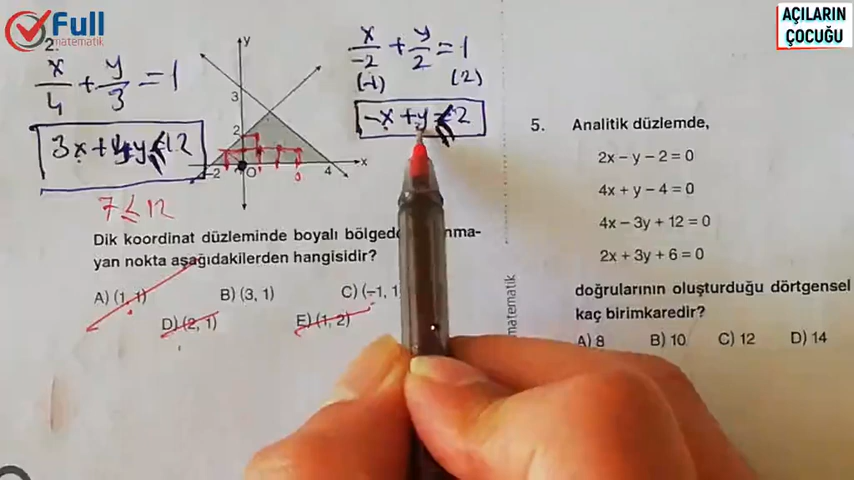 Full
matematik
AÇILARIN
ÇOCUĞU
2.
x/4 + y/3 = 1
3x + 4y ≤ 12
7 ≤ 12
y
3
2
-2
0
4
x
x/-2 + y/2 = 1
(-1) (2)
-x + y ≤ 2
Dik koordinat düzleminde boyalı bölgede
yan nokta aşağıdakilerden hangisidir?
A) (1, 1) B) (3, 1) C) (−1, 1
D) (2, 1) E) (1, 2)
matematik
5. Analitik düzlemde,
2x − y − 2 = 0
4x + y − 4 = 0
4x − 3y + 12 = 0
2x + 3y + 6 = 0
doğrularının oluşturduğu dörtgensel
kaç birimkaredir?
A) 8 B) 10 C) 12 D) 14